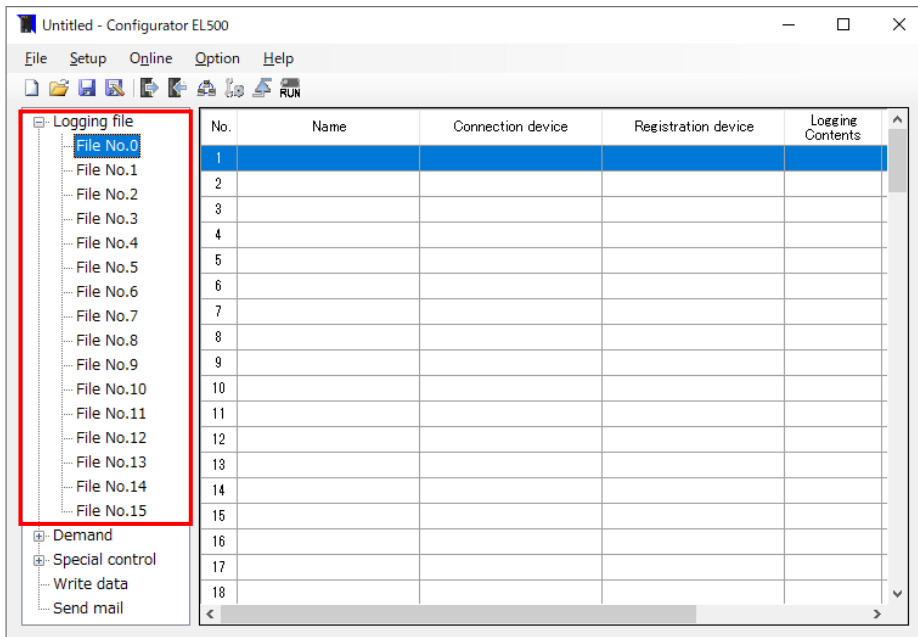 Untitled - Configurator EL500
File Setup Online Option Help
RUN
Logging file
File No.0
File No.1
File No.2
File No.3
File No.4
File No.5
File No.6
File No.7
File No.8
File No.9
File No.10
File No.11
File No.12
File No.13
File No.14
File No.15
Demand
Special control
Write data
Send mail
No. Name Connection device Registration device Logging Contents
1
2
3
4
5
6
7
8
9
10
11
12
13
14
15
16
17
18